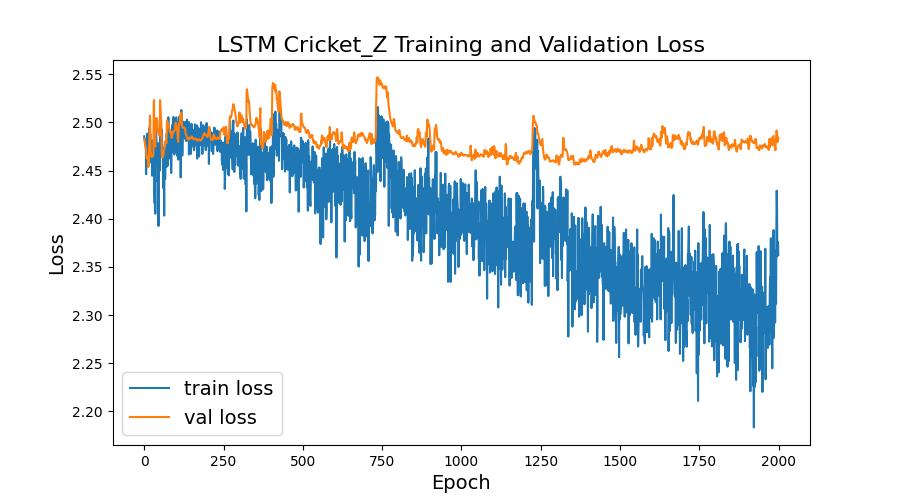 LSTM Cricket_Z Training and Validation Loss
2.55
2.50
2.45
2.40
2.35
2.30
2.25
2.20
Loss
train loss
val loss
0 250 500 750 1000 1250 1500 1750 2000
Epoch